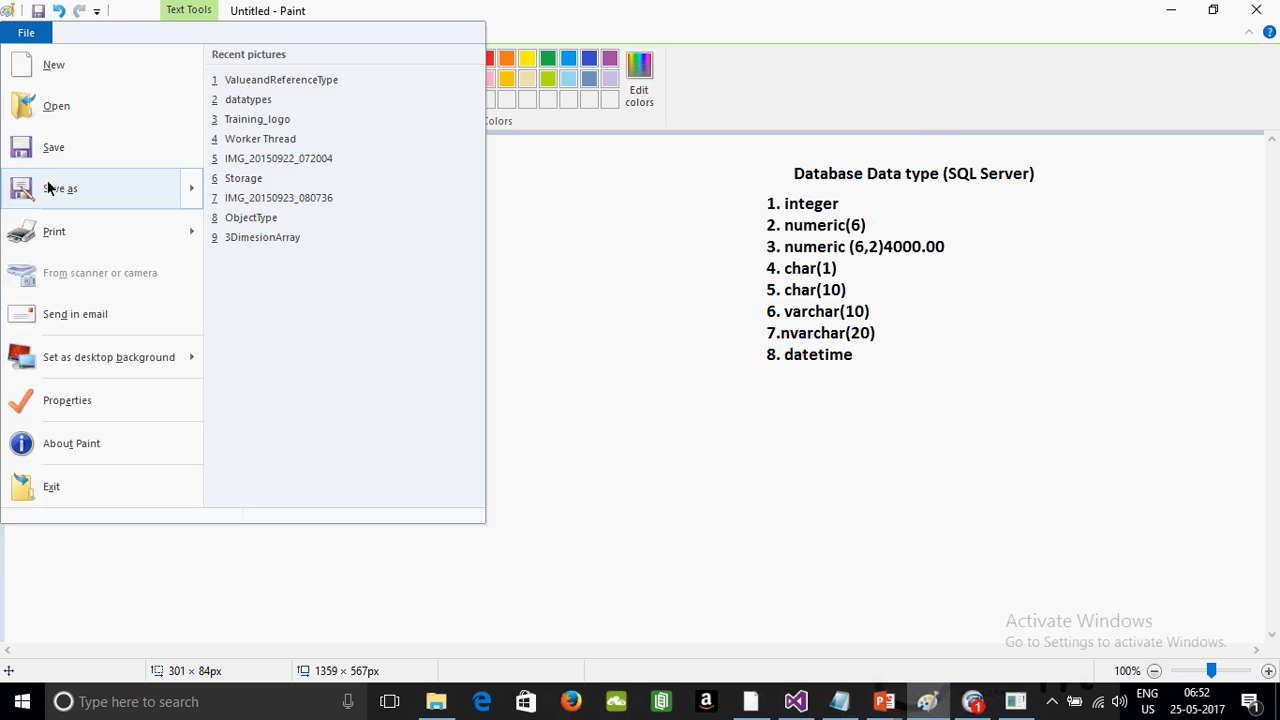 Text Tools
Untitled - Paint
File
New
Open
Save
Save as
Print
From scanner or camera
Send in email
Set as desktop background
Properties
About Paint
Exit
Recent pictures
1 ValueandReferenceType
2 datatypes
3 Training_logo
4 Worker Thread
5 IMG_20150922_072004
6 Storage
7 IMG_20150923_080736
8 ObjectType
9 3DimesionArray
Edit
colors
olors
Database Data type (SQL Server)
1. integer
2. numeric(6)
3. numeric (6,2)4000.00
4. char(1)
5. char(10)
6. varchar(10)
7.nvarchar(20)
8. datetime
Activate Windows
Go to Settings to activate Windows.
301 × 84px
1359 × 567px
100%
Type here to search
ENG
US
06:52
25-05-2017
1
1